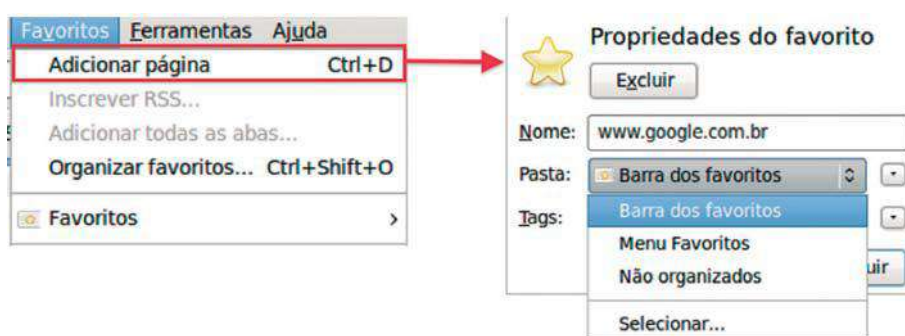 Favoritos Ferramentas Ajuda
Adicionar página Ctrl+D
Inscrever RSS...
Adicionar todas as abas...
Organizar favoritos... Ctrl+Shift+O
Favoritos
Propriedades do favorito
Excluir
Nome: www.google.com.br
Pasta: Barra dos favoritos
Tags:
Barra dos favoritos
Menu Favoritos
Não organizados
uir
Selecionar...